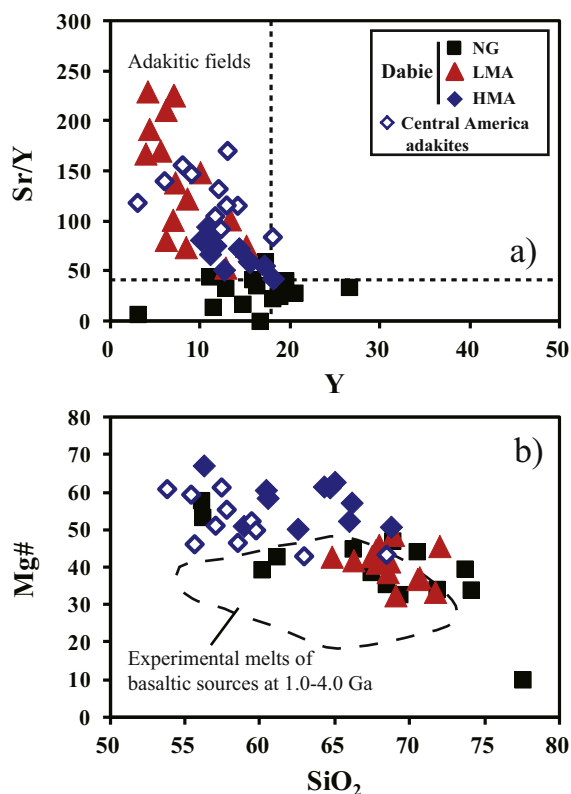 300
250
200
150
100
50
0
Sr/Y
Adakitic fields
NG
Dabie LMA
HMA
Central America
adakites
a)
0 10 20 30 40 50
Y
80
70
60
50
40
30
20
10
0
Mg#
b)
Experimental melts of
basaltic sources at 1.0-4.0 Ga
50 55 60 65 70 75 80
SiO₂